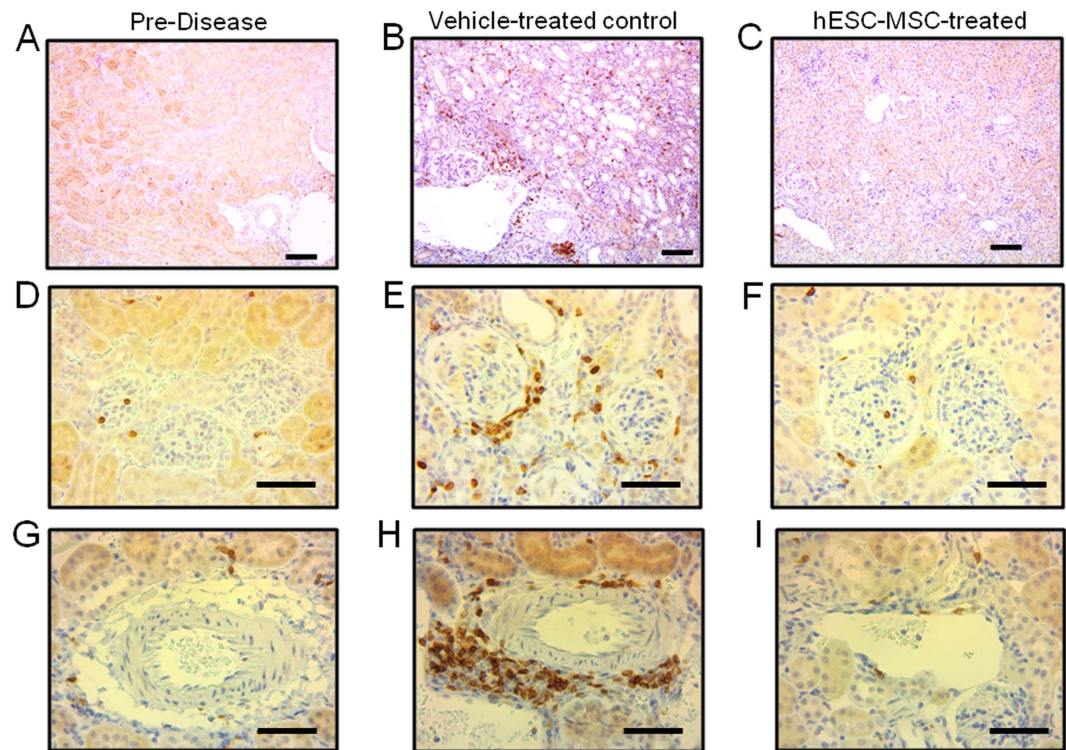 Pre-Disease
Vehicle-treated control
hESC-MSC-treated
A
B
C
D
E
F
G
H
I